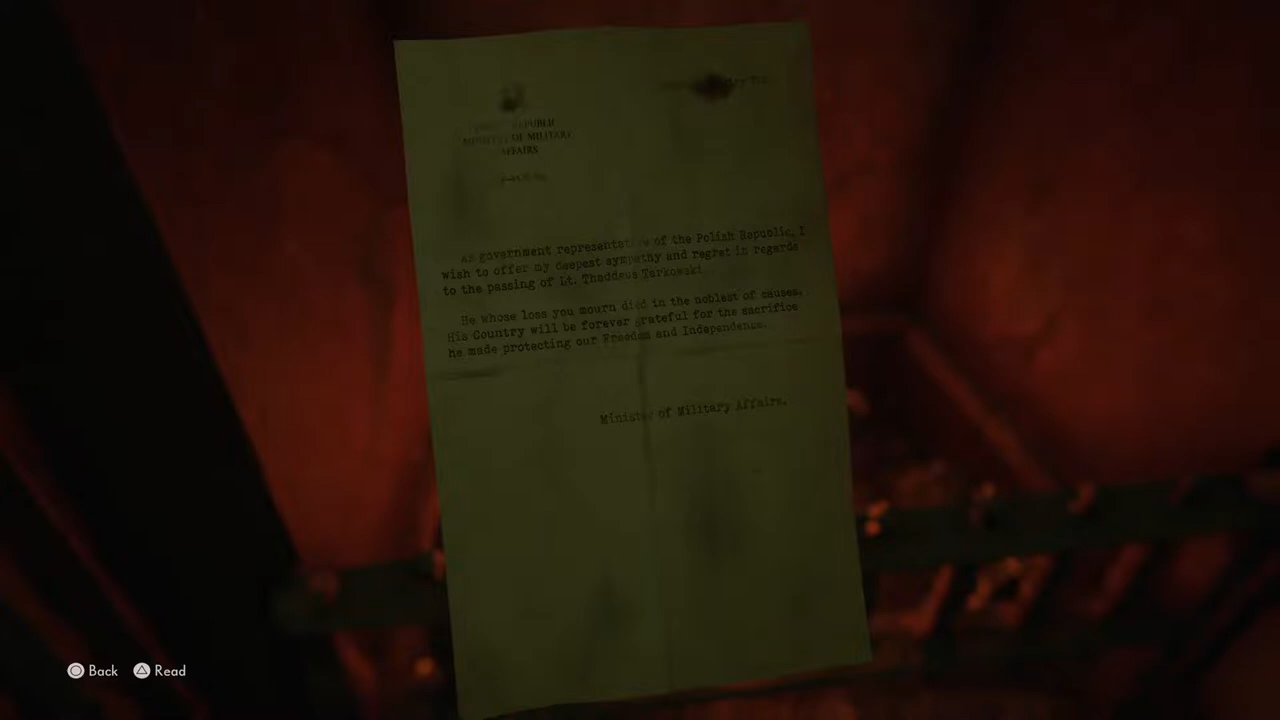 REPUBLIC
MINISTRY OF MILITARY
AFFAIRS
As government representative of the Polish Republic, I
wish to offer my deepest sympathy and regret in regards
to the passing of Lt. Thaddeus Tarkowski
He whose loss you mourn died in the noblest of causes.
His Country will be forever grateful for the sacrifice
he made protecting our Freedom and Independence.
Minister of Military Affairs.
Back
Read